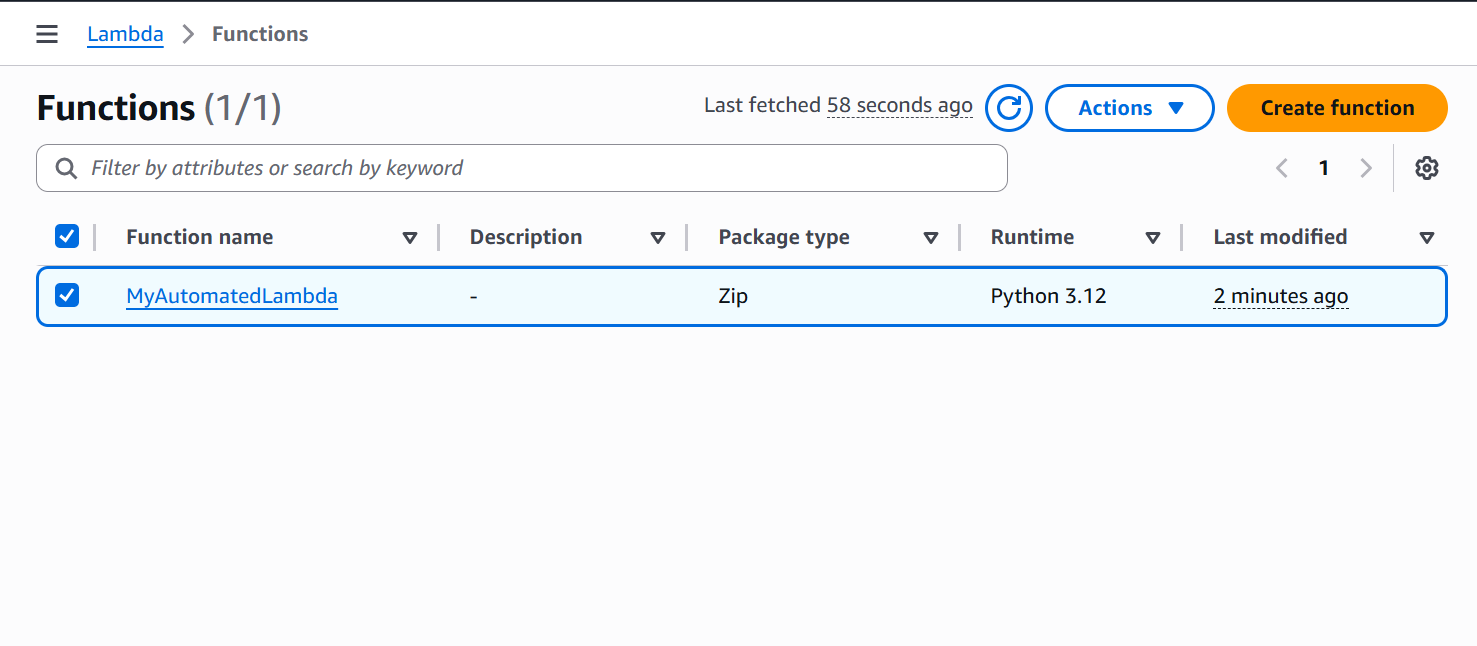 Lambda > Functions
Functions (1/1)
Last fetched 58 seconds ago
Actions
Create function
Filter by attributes or search by keyword
1
Function name Description Package type Runtime Last modified
MyAutomatedLambda - Zip Python 3.12 2 minutes ago